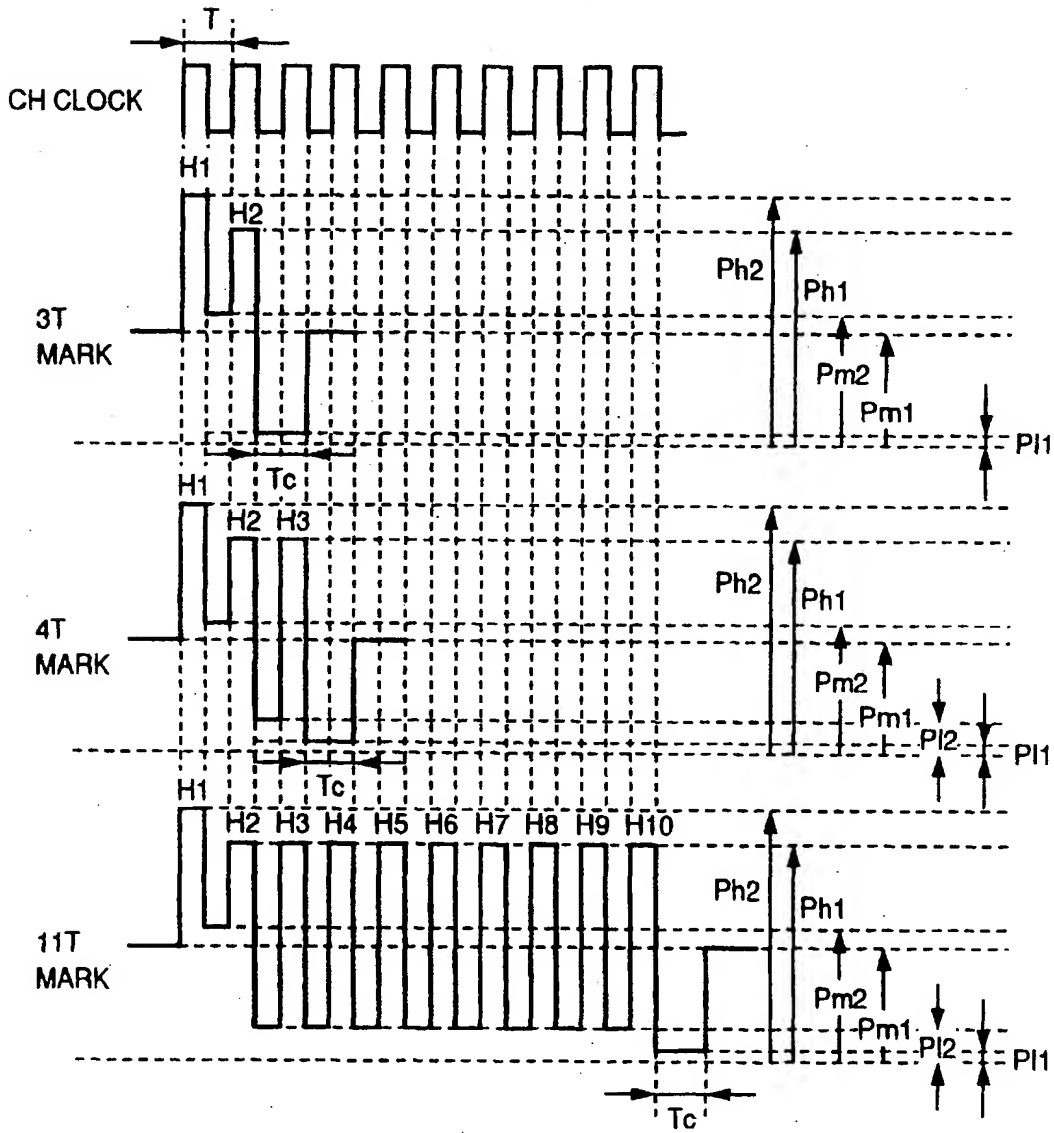 T
CH CLOCK
H1
H2
3T
MARK
Ph2
Ph1
Pm2
Pm1
Pl1
Tc
H1
H2 H3
4T
MARK
Ph2
Ph1
Pm2
Pm1
Pl2
Pl1
Tc
H1
H2 H3 H4 H5 H6 H7 H8 H9 H10
11T
MARK
Ph2
Ph1
Pm2
Pm1
Pl2
Pl1
Tc